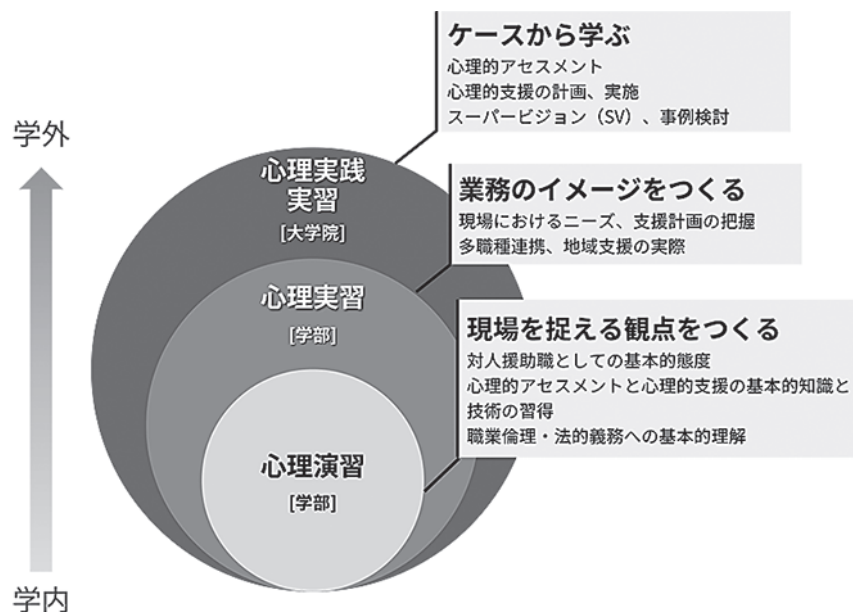 ケースから学ぶ
心理的アセスメント
心理的支援の計画、実施
スーパービジョン（SV）、事例検討
学外
心理実践
実習
[大学院]
業務のイメージをつくる
現場におけるニーズ、支援計画の把握
多職種連携、地域支援の実際
心理実習
[学部]
現場を捉える観点をつくる
対人援助職としての基本的態度
心理的アセスメントと心理的支援の基本的知識と
技術の習得
職業倫理・法的義務への基本的理解
心理演習
[学部]
学内